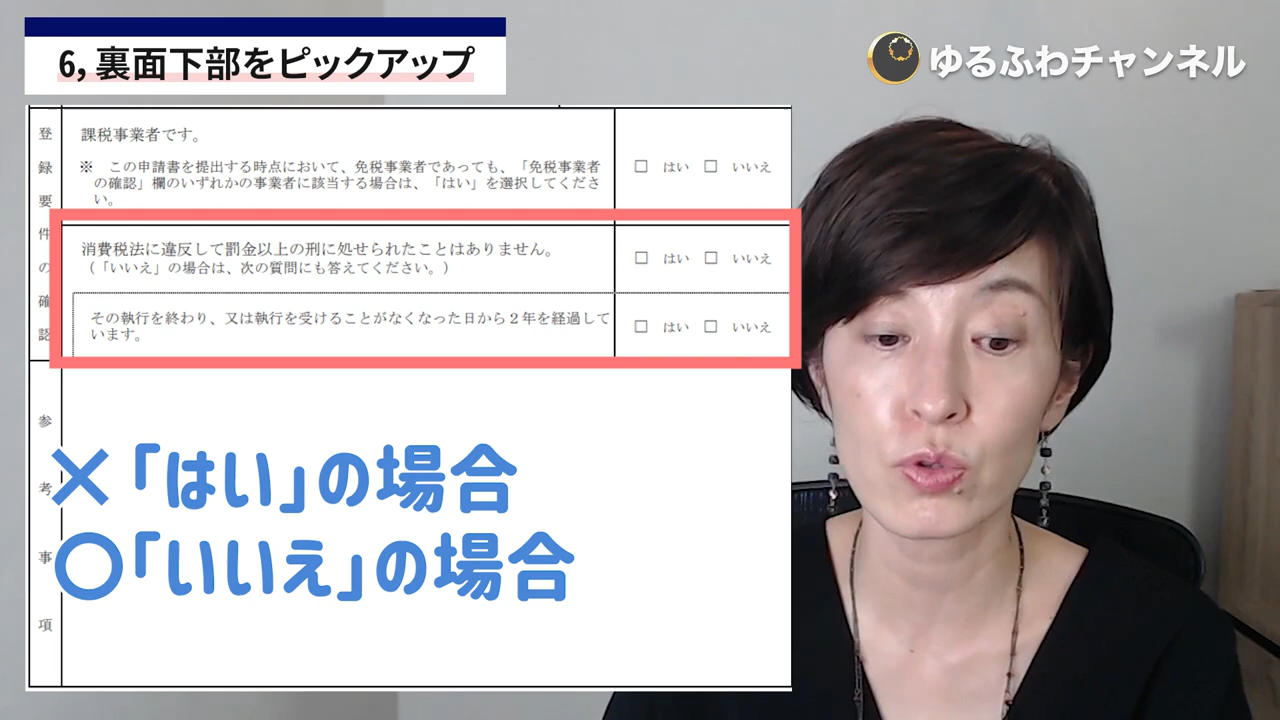 6, 裏面下部をピックアップ
ゆるふわチャンネル
登録要件の確認
課税事業者です。
※ この申請書を提出する時点において、免税事業者であっても、「免税事業者
の確認」欄のいずれかの事業者に該当する場合は、「はい」を選択してくださ
い。
□ はい □ いいえ
消費税法に違反して罰金以上の刑に処せられたことはありません。
（「いいえ」の場合は、次の質問にも答えてください。）
□ はい □ いいえ
その執行を終わり、又は執行を受けることがなくなった日から２年を経過して
います。
□ はい □ いいえ
参考事項
×「はい」の場合
○「いいえ」の場合